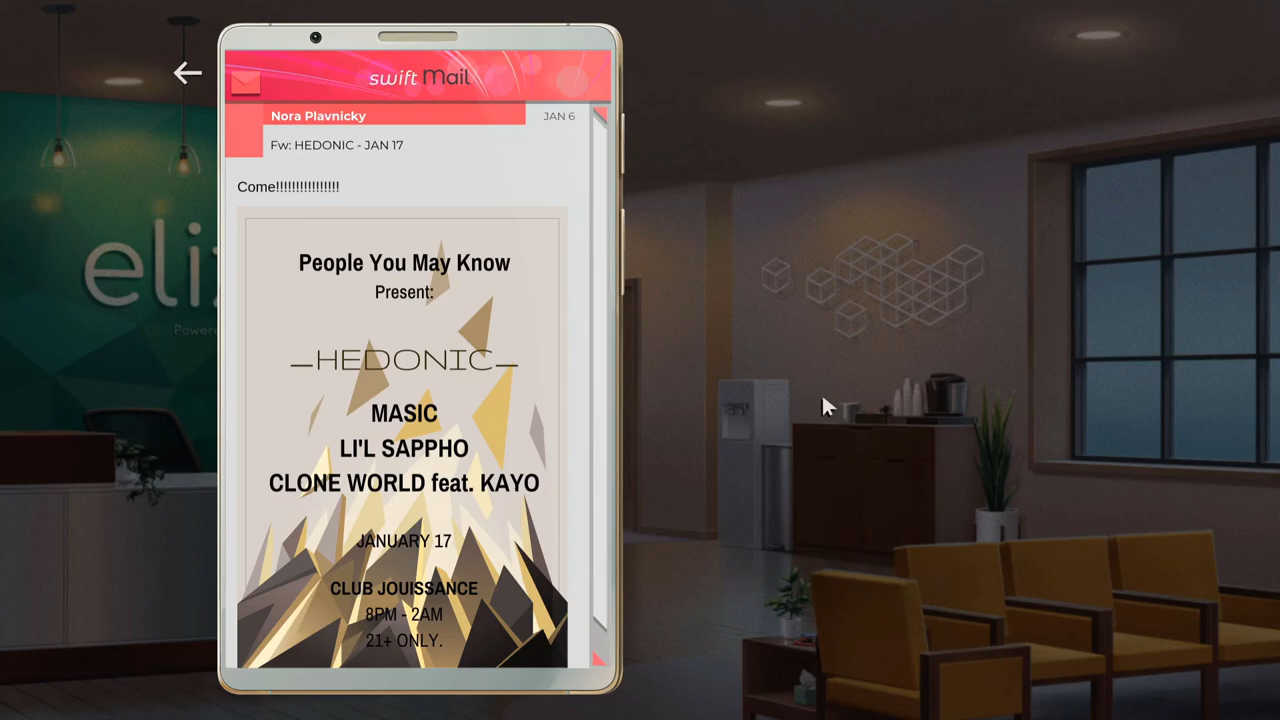 swift Mail
Nora Plavnicky
JAN 6
Fw: HEDONIC - JAN 17
Come!!!!!!!!!!!!!!!!
People You May Know
Present:
—HEDONIC—
MASIC
LI'L SAPPHO
CLONE WORLD feat. KAYO
JANUARY 17
CLUB JOUISSANCE
8PM - 2AM
21+ ONLY.